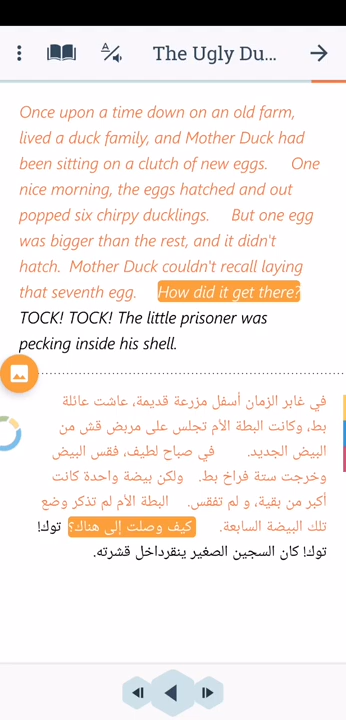 The Ugly Du...
Once upon a time down on an old farm,
lived a duck family, and Mother Duck had
been sitting on a clutch of new eggs. One
nice morning, the eggs hatched and out
popped six chirpy ducklings. But one egg
was bigger than the rest, and it didn't
hatch. Mother Duck couldn't recall laying
that seventh egg. How did it get there?
TOCK! TOCK! The little prisoner was
pecking inside his shell.
في غابر الزمان أسفل مزرعة قديمة، عاشت عائلة
بط، وكانت البطة الأم تجلس على مربض قش من
البيض الجديد. في صباح لطيف، فقس البيض
وخرجت ستة فراخ بط. ولكن بيضة واحدة كانت
أكبر من بقية، و لم تفقس. البطة الأم لم تذكر وضع
تلك البيضة السابعة. كيف وصلت إلى هناك؟ توك!
توك! كان السجين الصغير ينقرداخل قشرته.